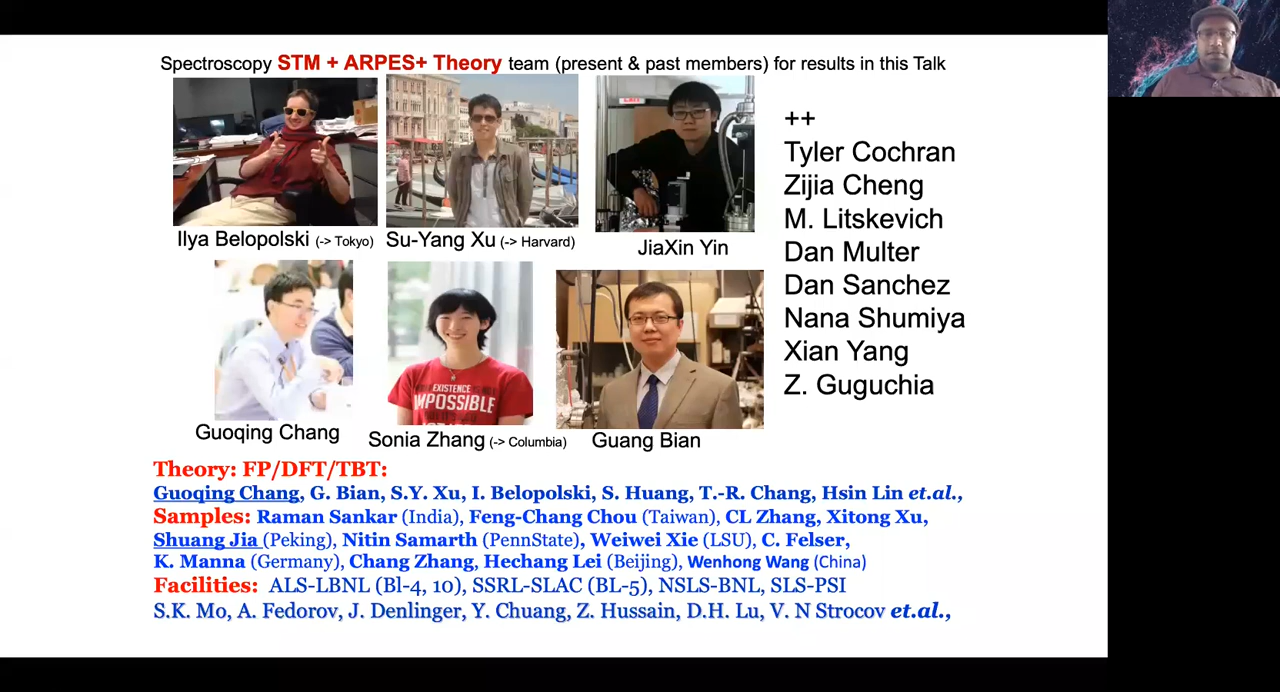 Spectroscopy STM + ARPES+ Theory team (present & past members) for results in this Talk
EXIT
Ilya Belopolski (-> Tokyo)
Su-Yang Xu (-> Harvard)
JiaXin Yin
Guoqing Chang
EXISTENCE
IMPOSSIBLE
Sonia Zhang (-> Columbia)
Guang Bian
++
Tyler Cochran
Zijia Cheng
M. Litskevich
Dan Multer
Dan Sanchez
Nana Shumiya
Xian Yang
Z. Guguchia
Theory: FP/DFT/TBT:
Guoqing Chang, G. Bian, S.Y. Xu, I. Belopolski, S. Huang, T.-R. Chang, Hsin Lin et.al.,
Samples: Raman Sankar (India), Feng-Chang Chou (Taiwan), CL Zhang, Xitong Xu,
Shuang Jia (Peking), Nitin Samarth (PennState), Weiwei Xie (LSU), C. Felser,
K. Manna (Germany), Chang Zhang, Hechang Lei (Beijing), Wenhong Wang (China)
Facilities: ALS-LBNL (Bl-4, 10), SSRL-SLAC (BL-5), NSLS-BNL, SLS-PSI
S.K. Mo, A. Fedorov, J. Denlinger, Y. Chuang, Z. Hussain, D.H. Lu, V. N Strocov et.al.,